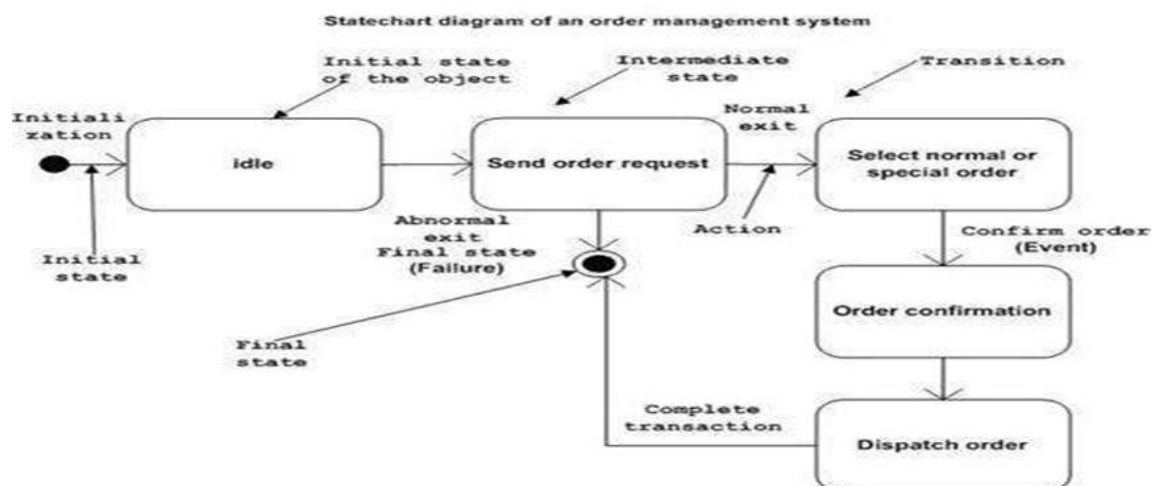 Statechart diagram of an order management system
Initial state
of the object
Intermediate
state
Transition
Initiali
zation
Normal
exit
idle
Send order request
Select normal or
special order
Initial
state
Abnormal
exit
Final state
(Failure)
Action
Confirm order
(Event)
Order confirmation
Final
state
Complete
transaction
Dispatch order